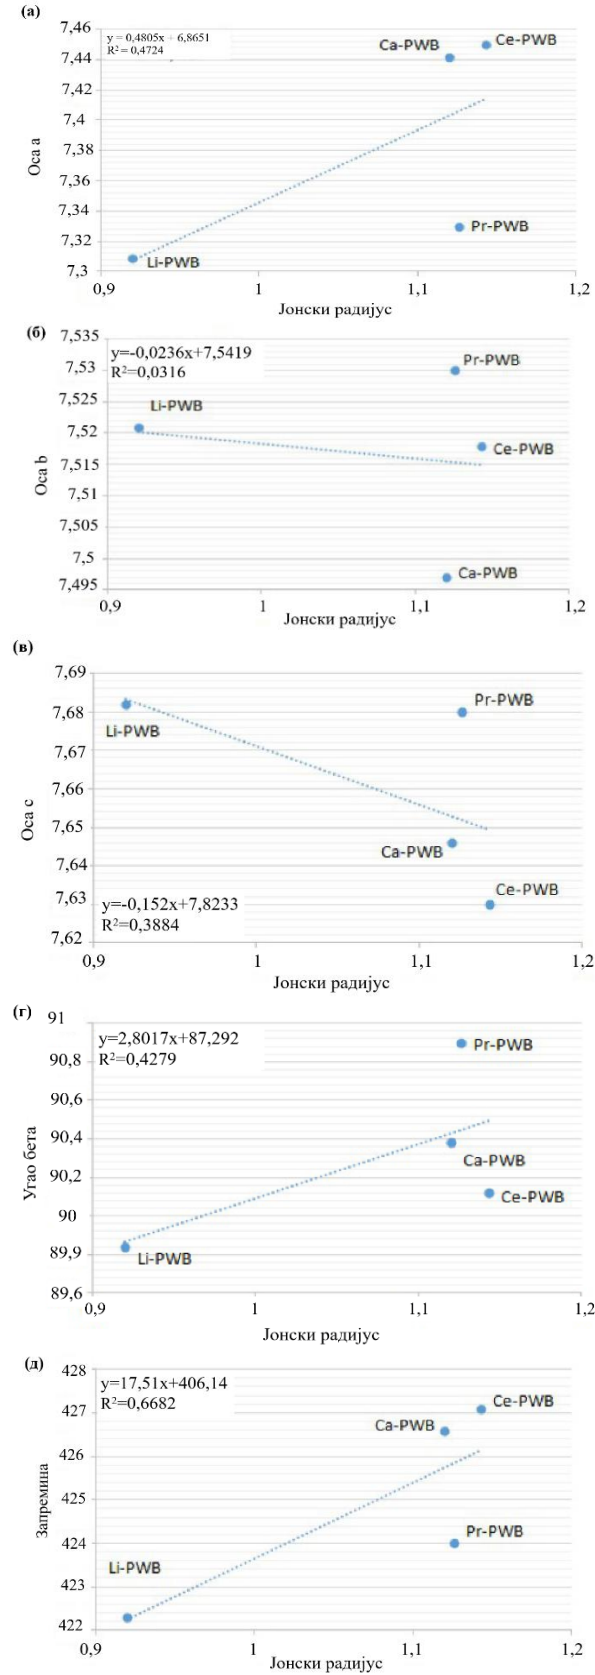 (а)
y = 0,4805x + 6,8651
R² = 0,4724
7,46
7,44
7,42
7,4
7,38
7,36
7,34
7,32
7,3
Оса a
Ca-PWB
Ce-PWB
Pr-PWB
Li-PWB
0,9
1
1,1
1,2
Јонски радијус
(б)
y=-0,0236x+7,5419
R²=0,0316
7,535
7,53
7,525
7,52
7,515
7,51
7,505
7,5
7,495
Оса b
Pr-PWB
Li-PWB
Ce-PWB
Ca-PWB
0,9
1
1,1
1,2
Јонски радијус
(в)
7,69
7,68
7,67
7,66
7,65
7,64
7,63
7,62
Оса c
Pr-PWB
Li-PWB
Ca-PWB
Ce-PWB
y=-0,152x+7,8233
R²=0,3884
0,9
1
1,1
1,2
Јонски радијус
(г)
y=2,8017x+87,292
R²=0,4279
91
90,8
90,6
90,4
90,2
90
89,9
89,6
Угао бета
Pr-PWB
Ca-PWB
Ce-PWB
Li-PWB
0,9
1
1,1
1,2
Јонски радијус
(д)
y=17,51x+406,14
R²=0,6682
428
427
426
425
424
423
422
Запремина
Ce-PWB
Ca-PWB
Pr-PWB
Li-PWB
0,9
1
1,1
1,2
Јонски радијус